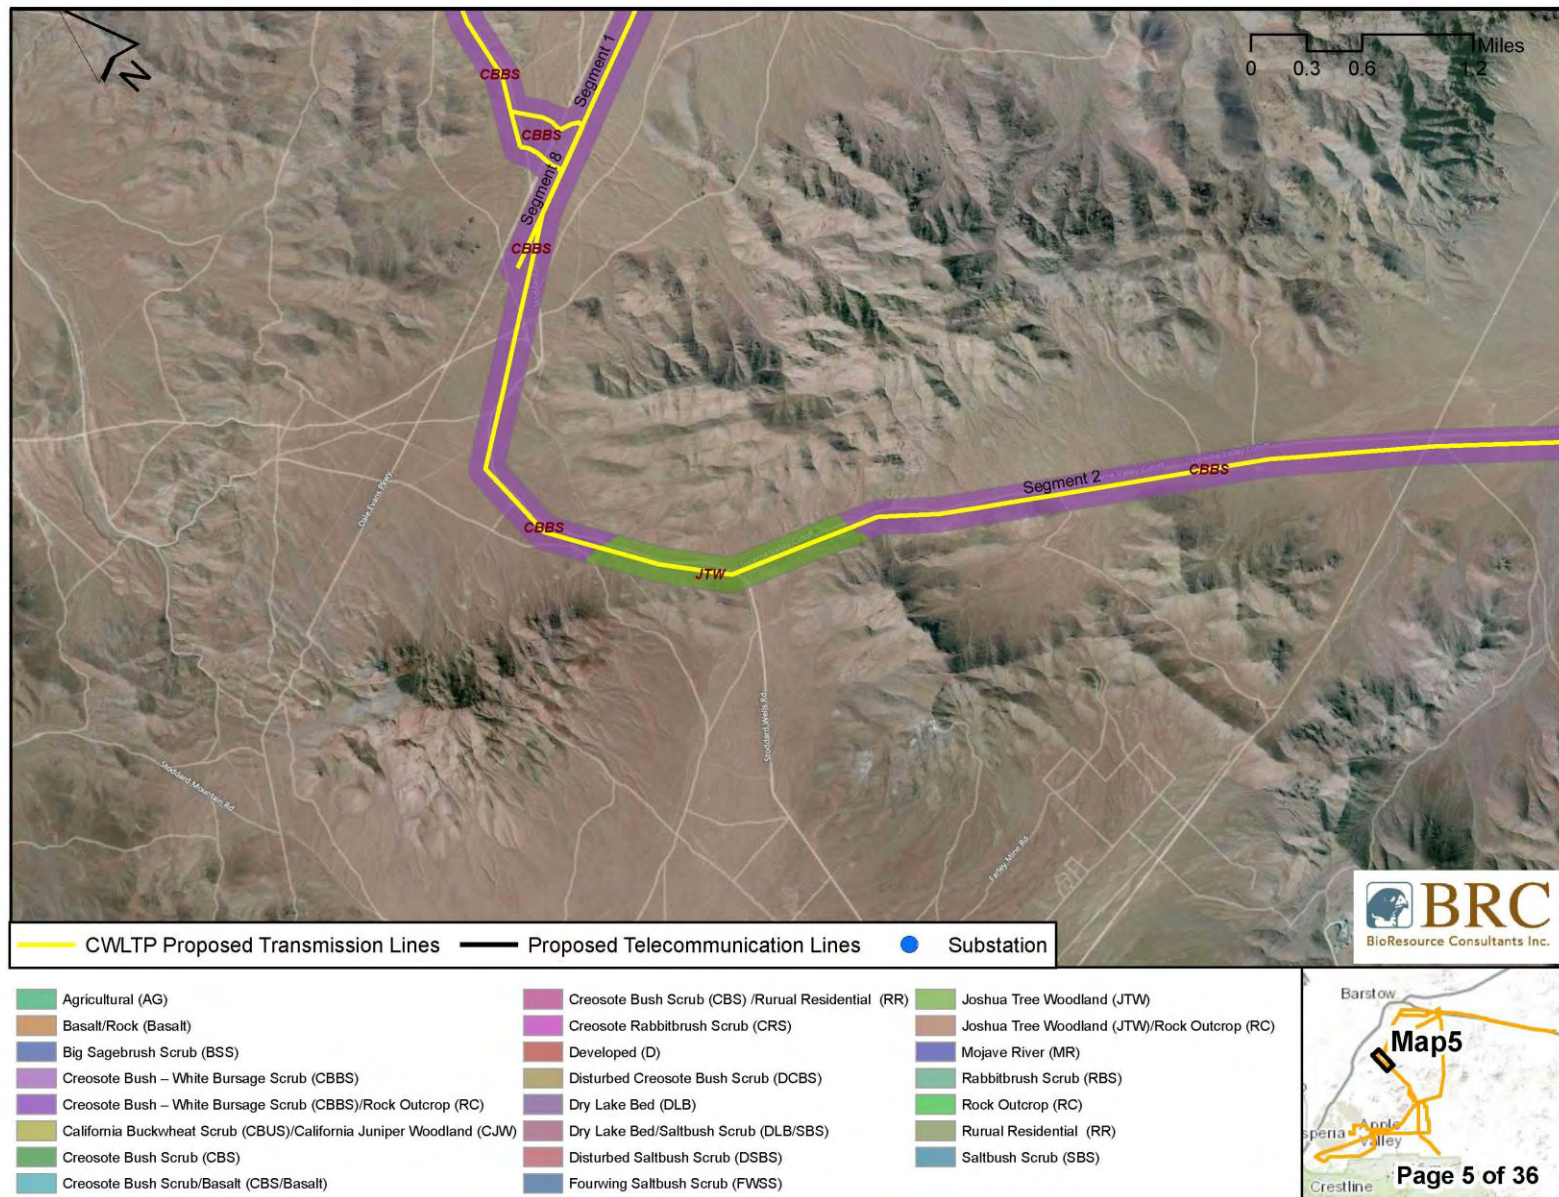 N
Miles
0 0.3 0.6 1.2
Segment 1
CBBS
CBBS
Segment 8
CBBS
Dale Evans Pkwy
Segment 2
CBBS
CBBS
JTW
Stoddard Wells Rd
Stoddard Mountain Rd
Farley Mine Rd
BRC
BioResource Consultants Inc.
CWLTP Proposed Transmission Lines
Proposed Telecommunication Lines
Substation
Agricultural (AG)
Basalt/Rock (Basalt)
Big Sagebrush Scrub (BSS)
Creosote Bush – White Bursage Scrub (CBBS)
Creosote Bush – White Bursage Scrub (CBBS)/Rock Outcrop (RC)
California Buckwheat Scrub (CBUS)/California Juniper Woodland (CJW)
Creosote Bush Scrub (CBS)
Creosote Bush Scrub/Basalt (CBS/Basalt)
Creosote Bush Scrub (CBS) /Rurual Residential (RR)
Creosote Rabbitbrush Scrub (CRS)
Developed (D)
Disturbed Creosote Bush Scrub (DCBS)
Dry Lake Bed (DLB)
Dry Lake Bed/Saltbush Scrub (DLB/SBS)
Disturbed Saltbush Scrub (DSBS)
Fourwing Saltbush Scrub (FWSS)
Joshua Tree Woodland (JTW)
Joshua Tree Woodland (JTW)/Rock Outcrop (RC)
Mojave River (MR)
Rabbitbrush Scrub (RBS)
Rock Outcrop (RC)
Rurual Residential (RR)
Saltbush Scrub (SBS)
Barstow
Map5
speria
Apple
Valley
Crestline
Page 5 of 36